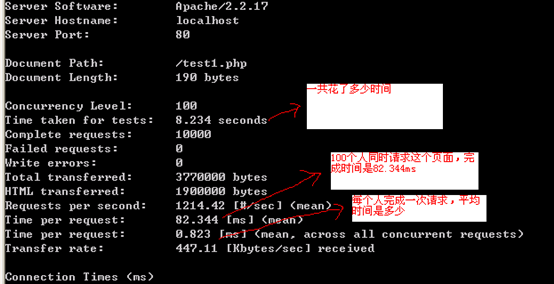 Server Software: Apache/2.2.17
Server Hostname: localhost
Server Port: 80
Document Path: /test1.php
Document Length: 190 bytes
Concurrency Level: 100
Time taken for tests: 8.234 seconds
一共花了多少时间
Complete requests: 10000
Failed requests: 0
Write errors: 0
Total transferred: 3770000 bytes
HTML transferred: 1900000 bytes
100个人同时请求这个页面，完
成时间是82.344ms
Requests per second: 1214.42 [#/sec] (mean)
Time per request: 82.344 [ms] (mean)
每个人完成一次请求，平均
时间是多少
Time per request: 0.823 [ms] (mean, across all concurrent requests)
Transfer rate: 447.11 [Kbytes/sec] received
Connection Times (ms)